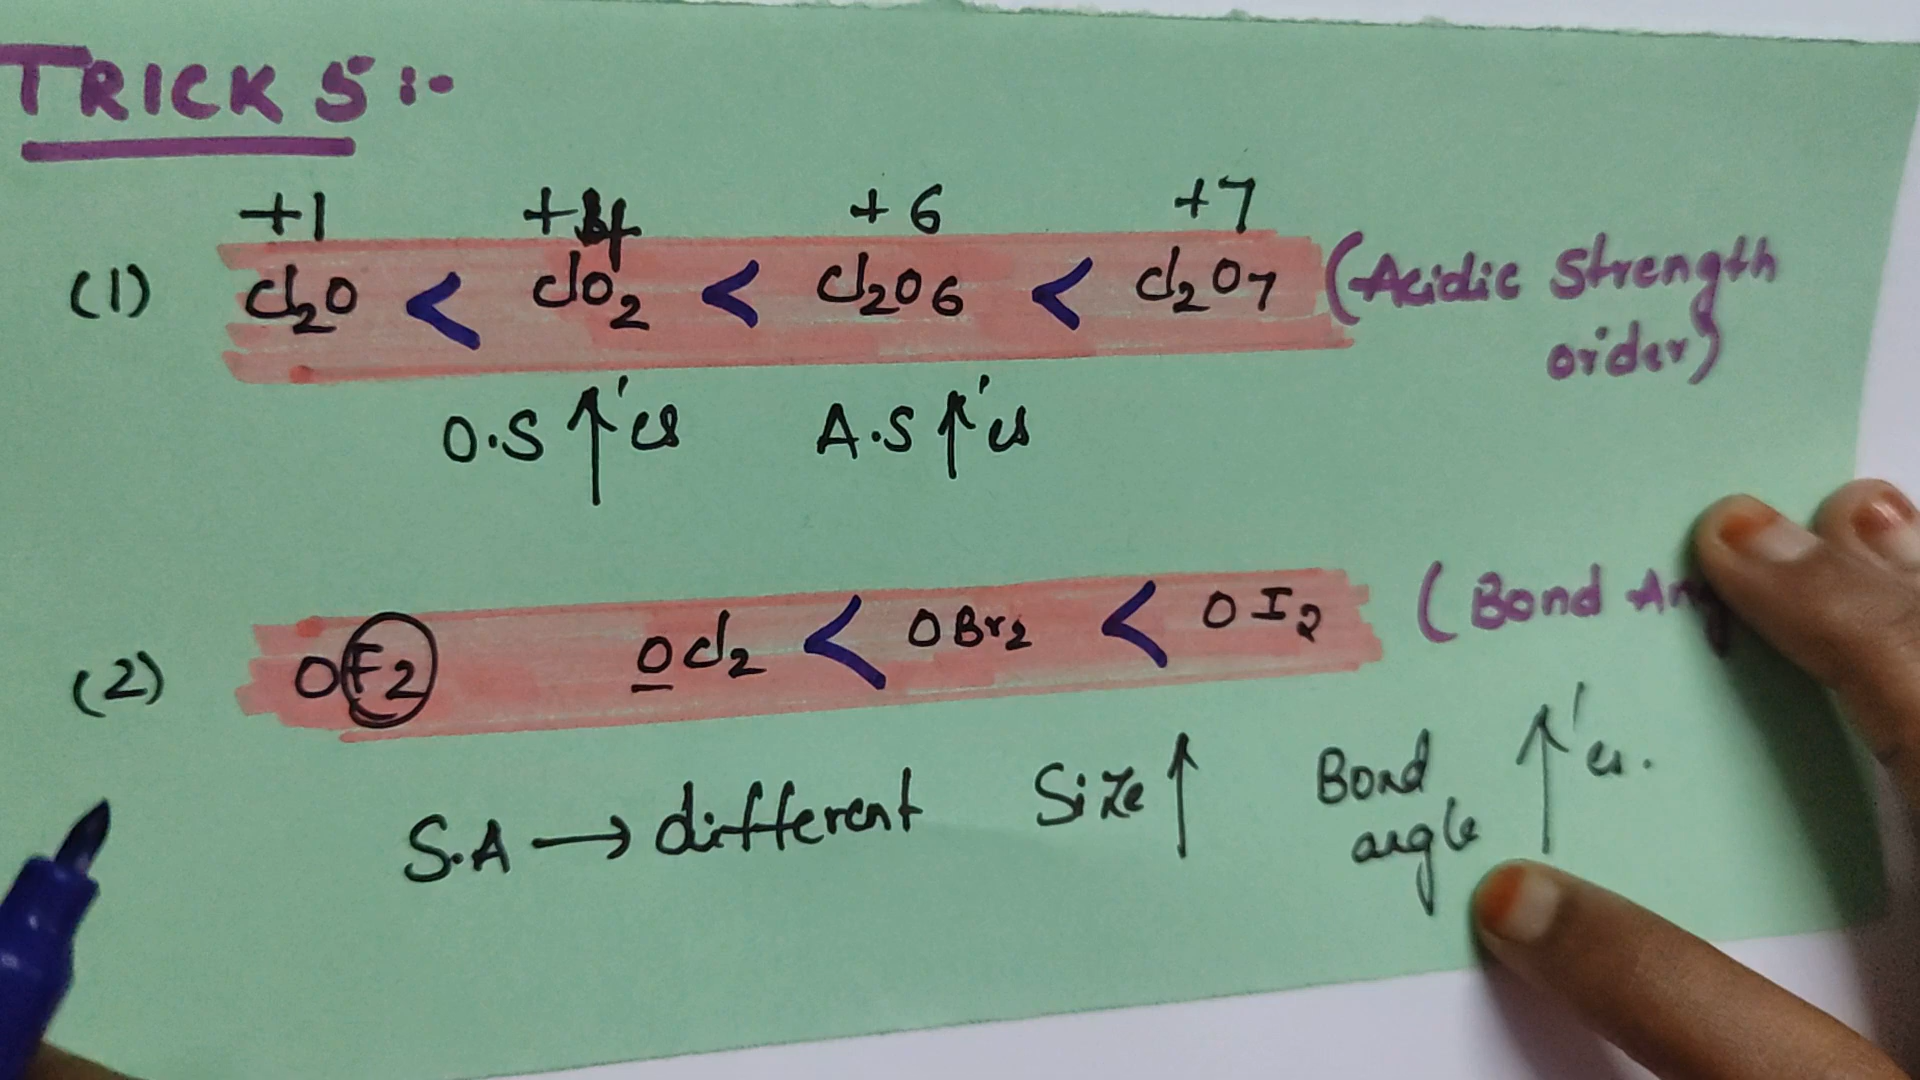 TRICK 5:-
+1 +4 +6 +7
(1) Cl2O < ClO2 < Cl2O6 < Cl2O7 (Acidic Strength
order)
O.S ↑'es A.S ↑'es
(2) OF2 OCl2 < OBr2 < OI2 (Bond An
S.A → different Size ↑ Bond angle ↑'es.